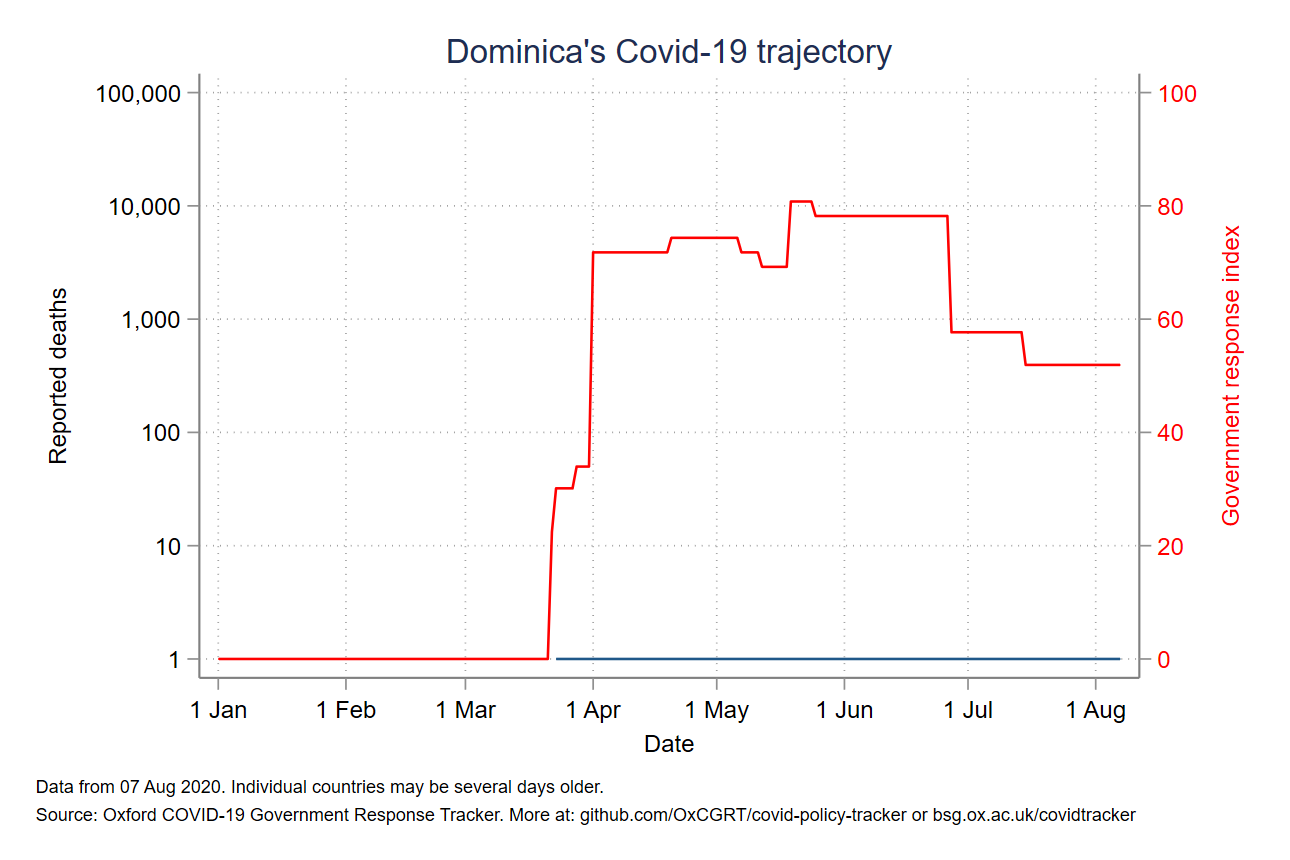 Dominica's Covid-19 trajectory
100,000
10,000
1,000
100
10
1
Reported deaths
100
80
60
40
20
0
Government response index
1 Jan 1 Feb 1 Mar 1 Apr 1 May 1 Jun 1 Jul 1 Aug
Date
Data from 07 Aug 2020. Individual countries may be several days older.
Source: Oxford COVID-19 Government Response Tracker. More at: github.com/OxCGRT/covid-policy-tracker or bsg.ox.ac.uk/covidtracker